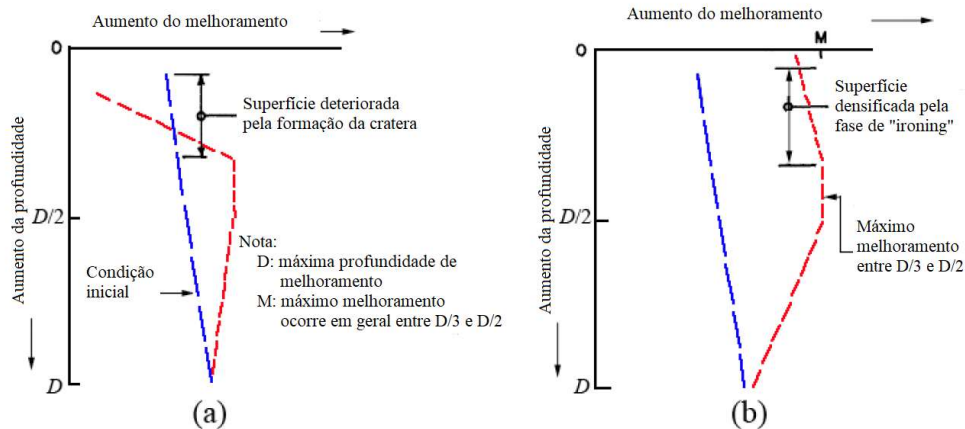 Aumento do melhoramento
0
Superfície deteriorada
pela formação da cratera
Aumento da profundidade
D/2
Condição
inicial
Nota:
D: máxima profundidade de
melhoramento
M: máximo melhoramento
ocorre em geral entre D/3 e D/2
D
(a)
Aumento do melhoramento
M
0
Superfície
densificada pela
fase de "ironing"
Aumento da profundidade
D/2
Máximo
melhoramento
entre D/3 e D/2
D
(b)